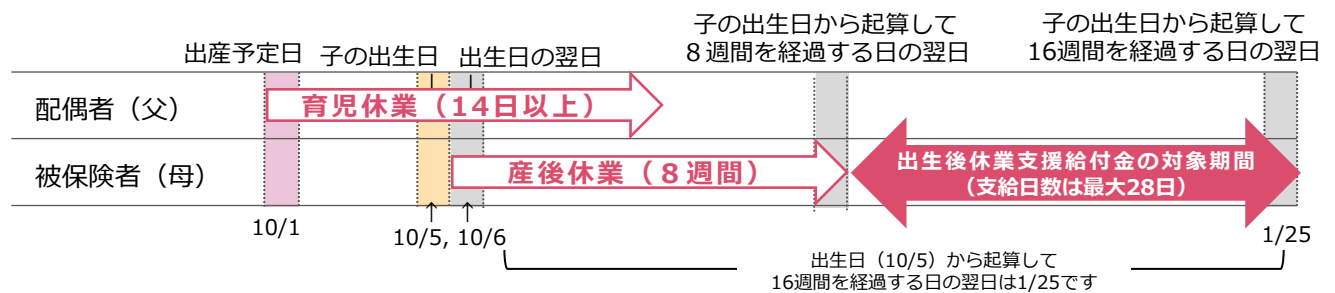 子の出生日から起算して
８週間を経過する日の翌日
子の出生日から起算して
16週間を経過する日の翌日
出産予定日
子の出生日
出生日の翌日
配偶者（父）
育児休業（14日以上）
被保険者（母）
産後休業（８週間）
出生後休業支援給付金の対象期間
（支給日数は最大28日）
10/1
10/5, 10/6
1/25
出生日（10/5）から起算して
16週間を経過する日の翌日は1/25です